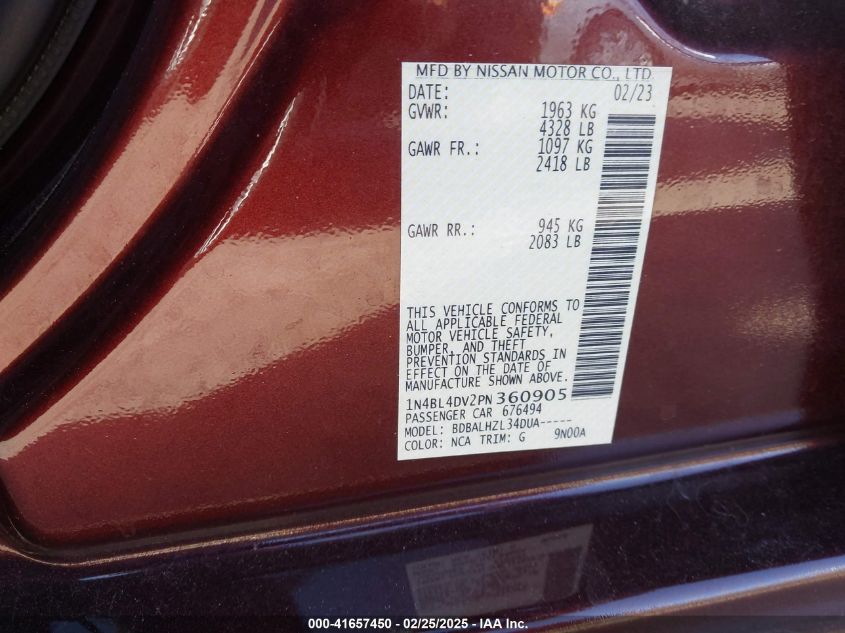 MFD BY NISSAN MOTOR CO., LTD
DATE: 02/23
GVWR: 1963 KG
4328 LB
GAWR FR.: 1097 KG
2418 LB
GAWR RR.: 945 KG
2083 LB
THIS VEHICLE CONFORMS TO
ALL APPLICABLE FEDERAL
MOTOR VEHICLE SAFETY,
BUMPER, AND THEFT
PREVENTION STANDARDS IN
EFFECT ON THE DATE OF
MANUFACTURE SHOWN ABOVE.
1N4BL4DV2PN360905
PASSENGER CAR 676494
MODEL: BDBALHZL34DUA-----
COLOR: NCA TRIM: G 9N00A
000-41657450 - 02/25/2025 - IAA Inc.